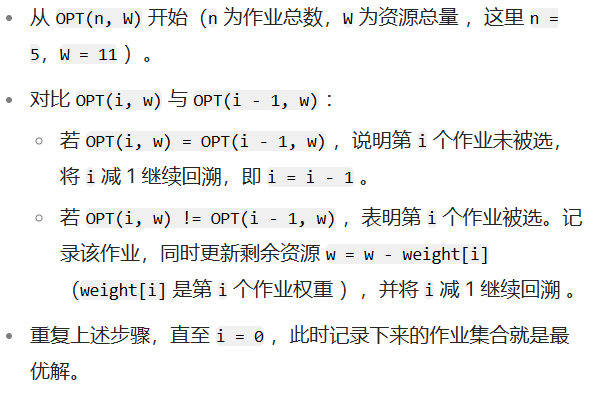 • 从 OPT(n, W) 开始（n 为作业总数，W 为资源总量 ，这里 n =
5，W = 11 ）。
• 对比 OPT(i, w) 与 OPT(i - 1, w) ：
◦ 若 OPT(i, w) = OPT(i - 1, w) ，说明第 i 个作业未被选，
将 i 减 1 继续回溯，即 i = i - 1 。
◦ 若 OPT(i, w) != OPT(i - 1, w) ，表明第 i 个作业被选。记
录该作业，同时更新剩余资源 w = w - weight[i]
（weight[i] 是第 i 个作业权重 ），并将 i 减 1 继续回溯 。
• 重复上述步骤，直至 i = 0 ，此时记录下来的作业集合就是最
优解。